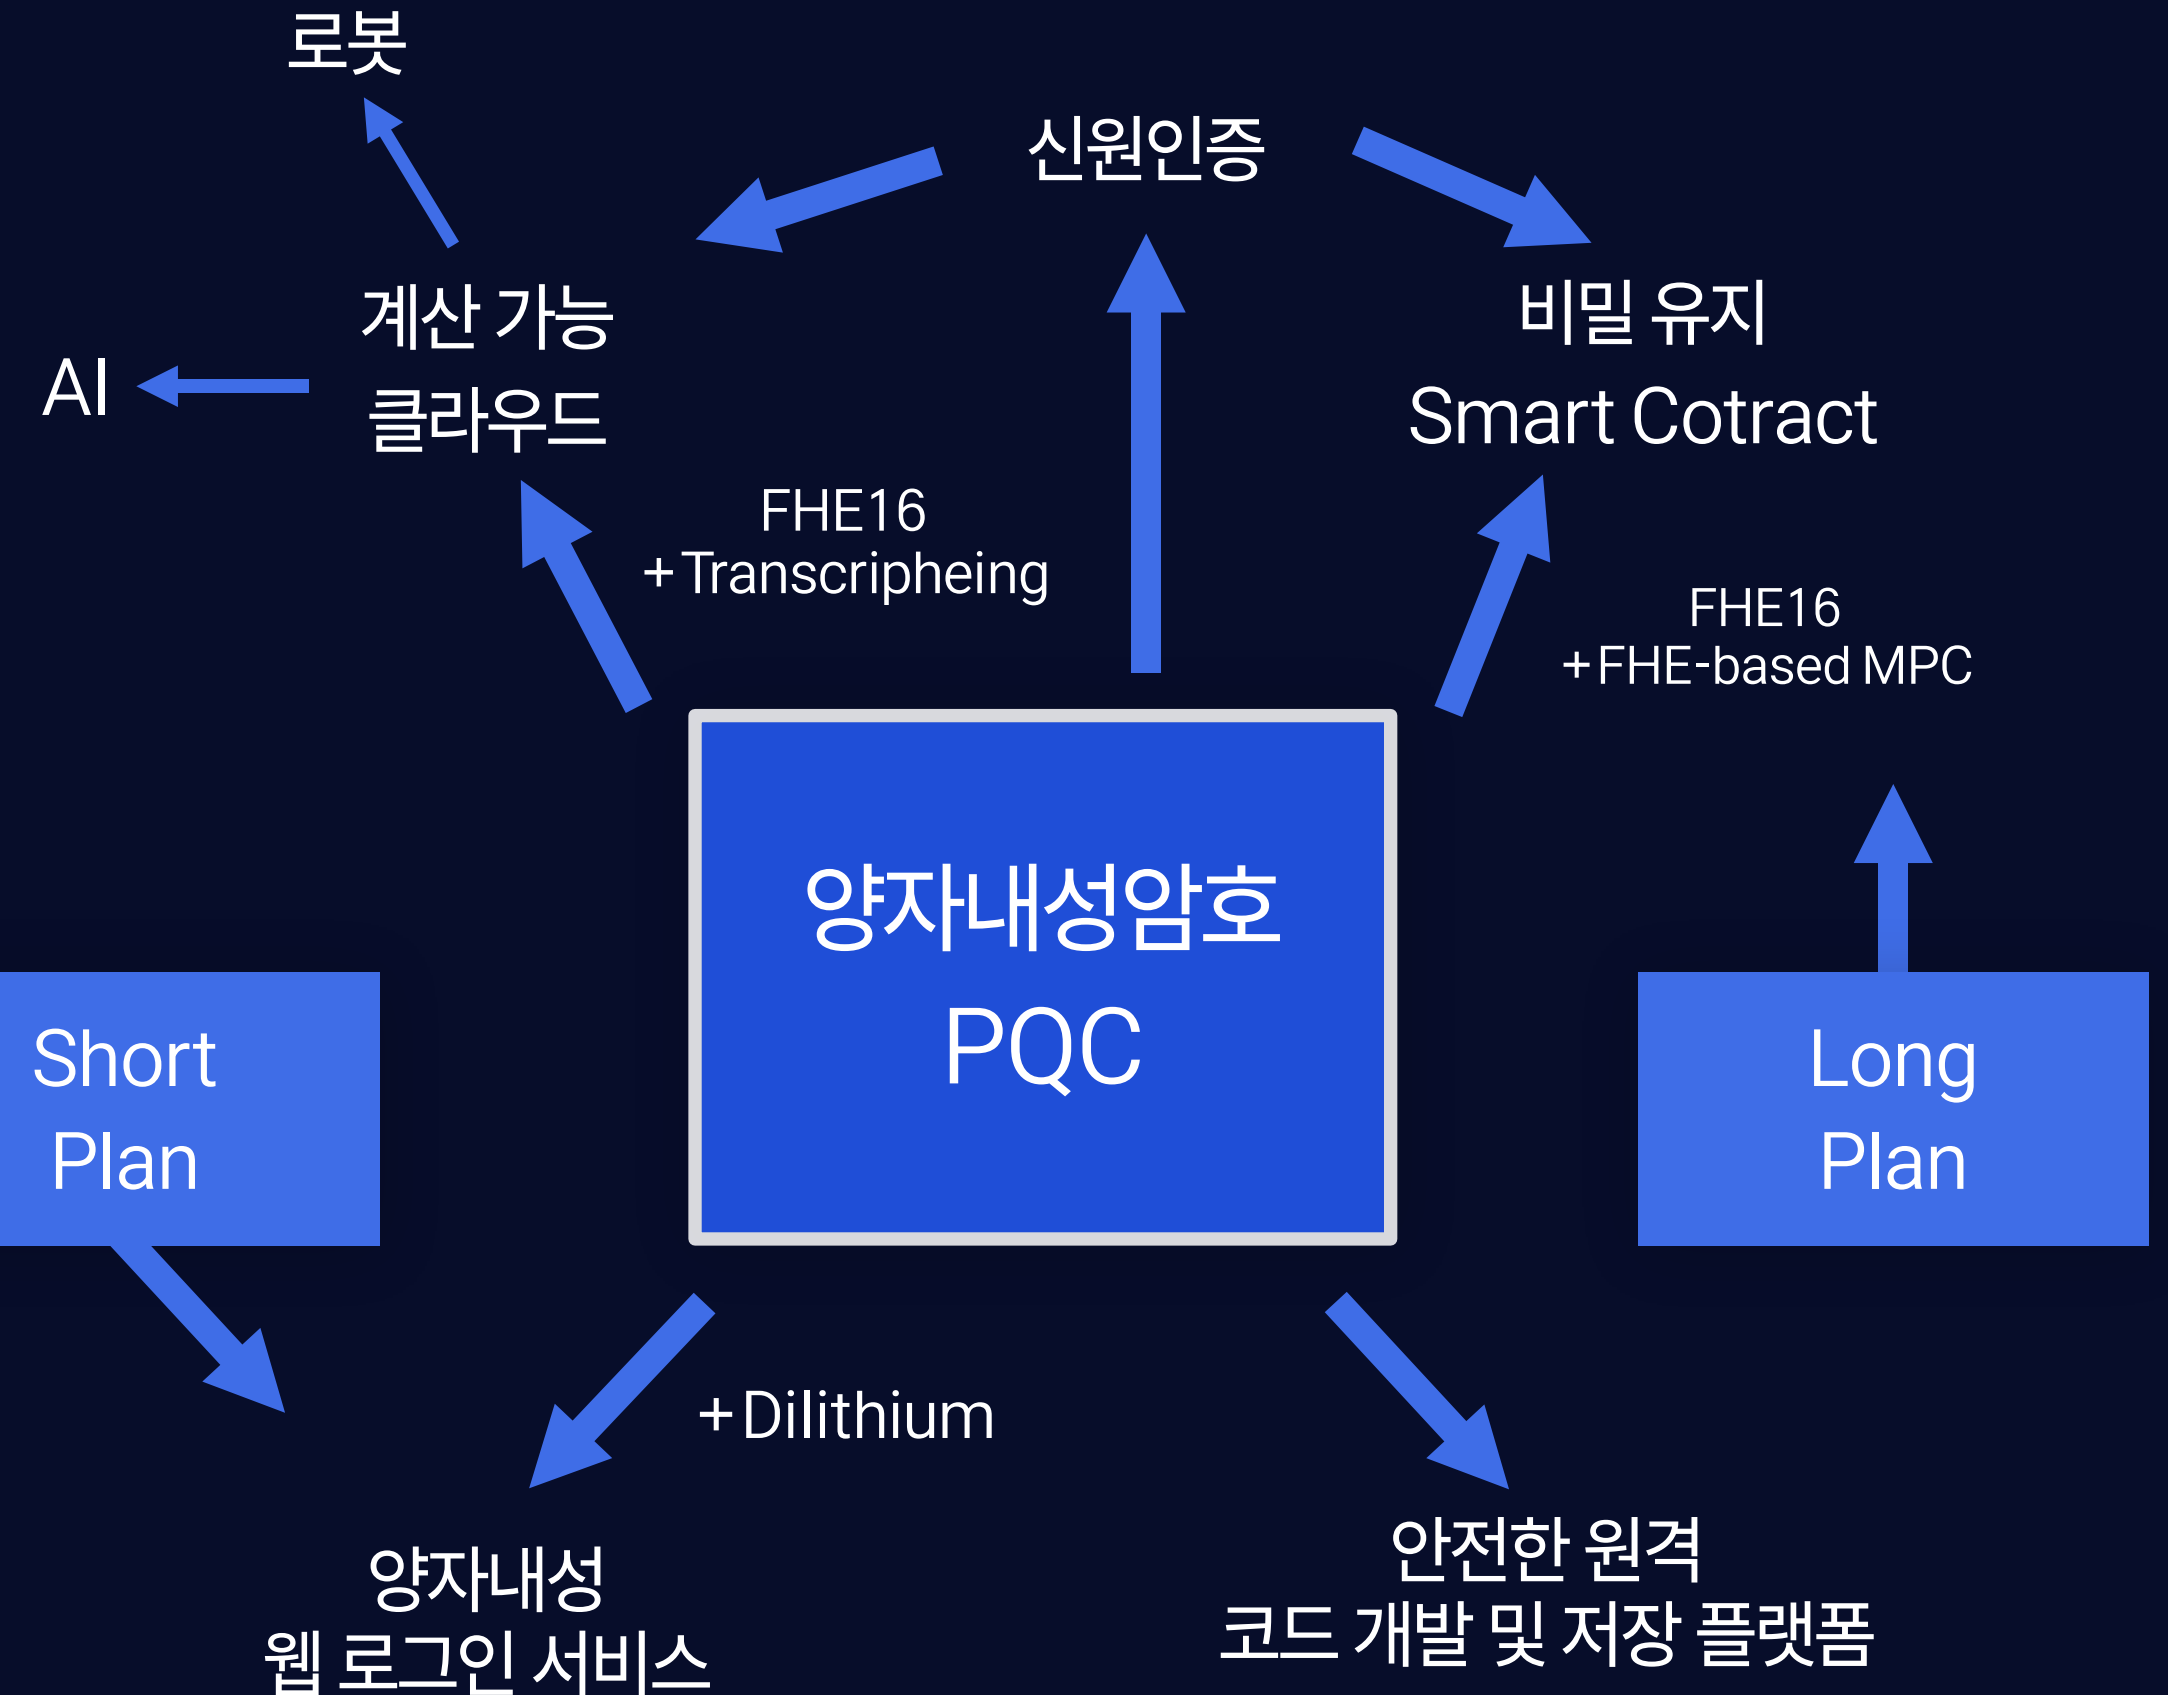 로봇
신원인증
계산 가능
클라우드
AI
비밀 유지
Smart Cotract
FHE16
+ Transcripheing
FHE16
+ FHE-based MPC
양자내성암호
PQC
Short
Plan
Long
Plan
+ Dilithium
양자내성
웹 로그인 서비스
안전한 원격
코드 개발 및 저장 플랫폼